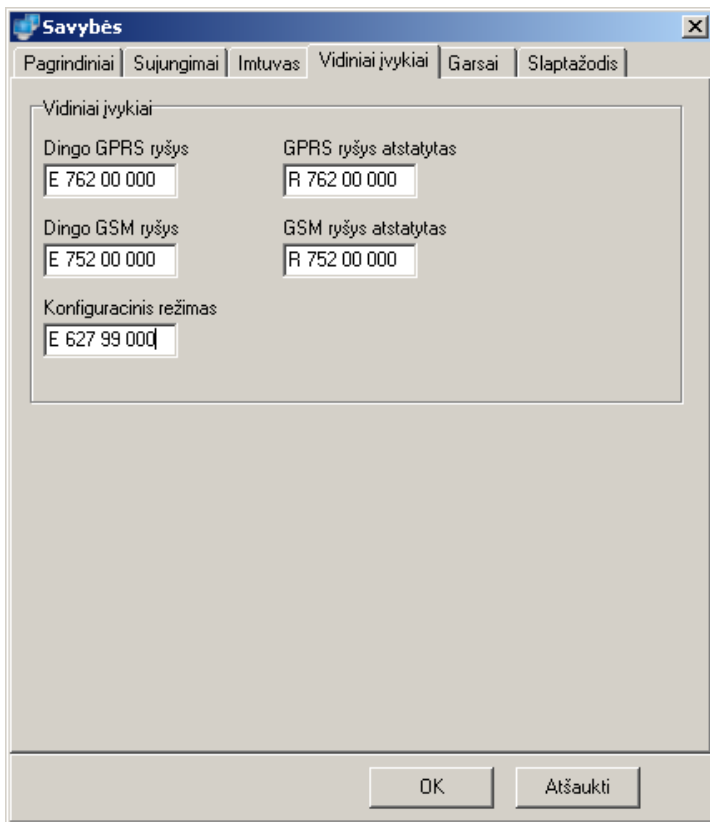 Savybės
Pagrindiniai Sujungimai Imtuvas Vidiniai įvykiai Garsai Slaptažodis
Vidiniai įvykiai
Dingo GPRS ryšys GPRS ryšys atstatytas
E 762 00 000 R 762 00 000
Dingo GSM ryšys GSM ryšys atstatytas
E 752 00 000 R 752 00 000
Konfiguracinis režimas
E 627 99 000
OK Atšaukti